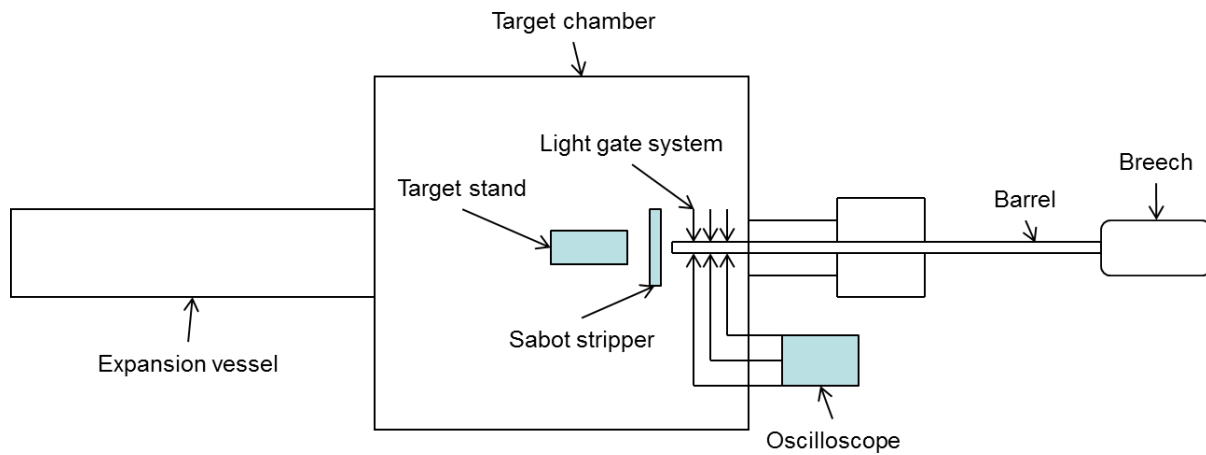 Target chamber
Light gate system
Breech
Target stand
Barrel
Sabot stripper
Expansion vessel
Oscilloscope